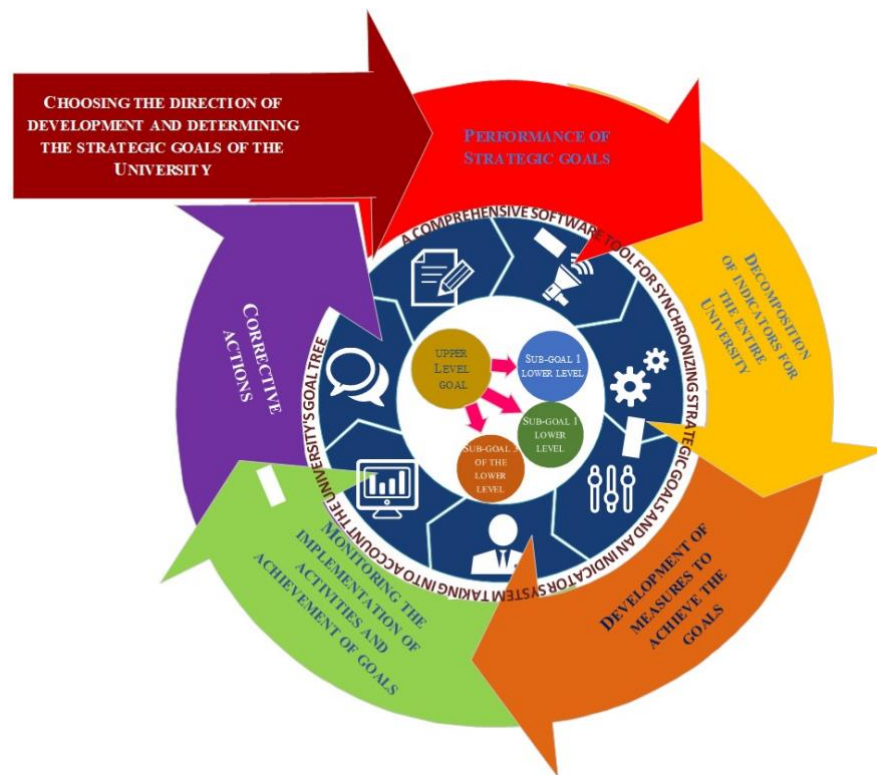 CHOOSING THE DIRECTION OF
DEVELOPMENT AND DETERMINING
THE STRATEGIC GOALS OF THE
UNIVERSITY
PERFORMANCE OF
STRATEGIC GOALS
DECOMPOSITION
OF INDICATORS FOR
THE ENTIRE
UNIVERSITY
DEVELOPMENT OF
MEASURES TO
ACHIEVE THE
GOALS
MONITORING THE
IMPLEMENTATION OF
ACTIVITIES AND
ACHIEVEMENT OF GOALS
CORRECTIVE
ACTIONS
A COMPREHENSIVE SOFTWARE TOOL FOR SYNCHRONIZING STRATEGIC GOALS AND AN INDICATOR SYSTEM TAKING INTO ACCOUNT THE UNIVERSITY'S GOAL TREE
UPPER
LEVEL
GOAL
SUB-GOAL 1
LOWER LEVEL
SUB-GOAL 1
LOWER
LEVEL
SUB-GOAL
OF THE
LOWER
LEVEL